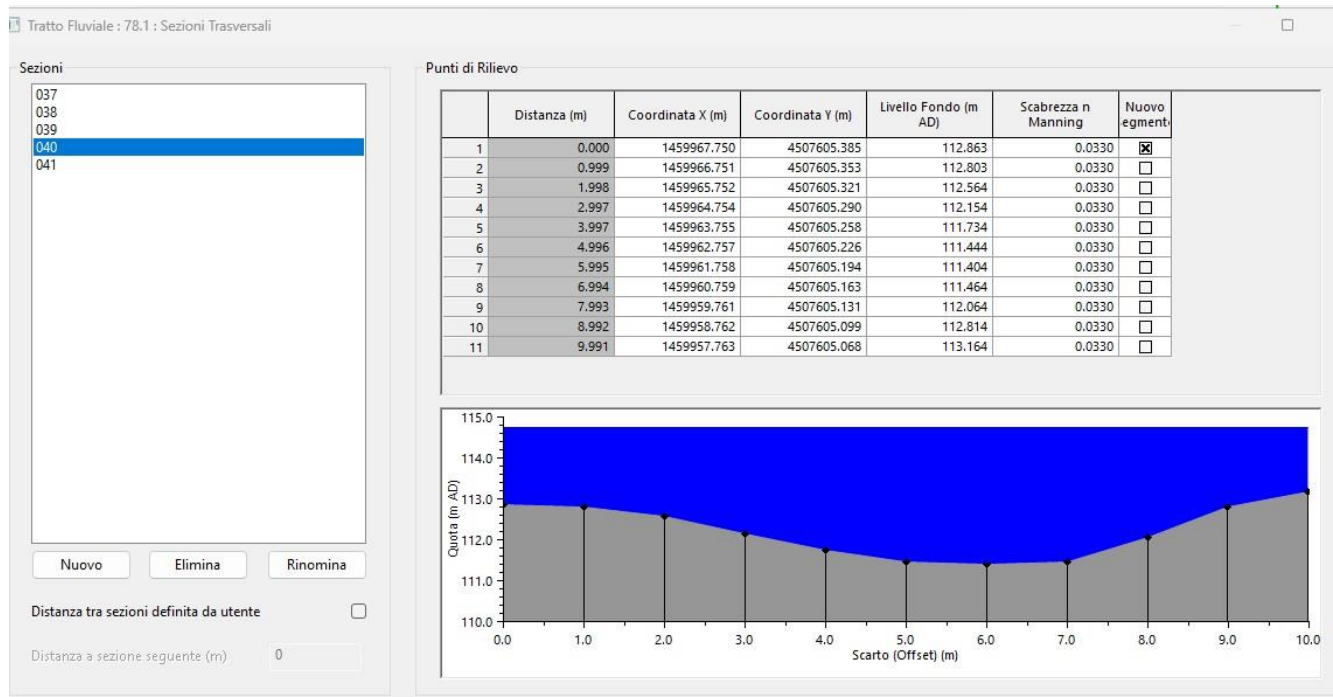 Tratto Fluviale : 78.1 : Sezioni Trasversali
Sezioni
037
038
039
040
041
Nuovo Elimina Rinomina
Distanza tra sezioni definita da utente
Distanza a sezione seguente (m) 0
Punti di Rilievo
Distanza (m) Coordinata X (m) Coordinata Y (m) Livello Fondo (m AD) Scabrezza n Manning Nuovo egment
1 0.000 1459967.750 4507605.385 112.863 0.0330
2 0.999 1459966.751 4507605.353 112.803 0.0330
3 1.998 1459965.752 4507605.321 112.564 0.0330
4 2.997 1459964.754 4507605.290 112.154 0.0330
5 3.997 1459963.755 4507605.258 111.734 0.0330
6 4.996 1459962.757 4507605.226 111.444 0.0330
7 5.995 1459961.758 4507605.194 111.404 0.0330
8 6.994 1459960.759 4507605.163 111.464 0.0330
9 7.993 1459959.761 4507605.131 112.064 0.0330
10 8.992 1459958.762 4507605.099 112.814 0.0330
11 9.991 1459957.763 4507605.068 113.164 0.0330
Quota (m AD)
115.0
114.0
113.0
112.0
111.0
110.0
0.0 1.0 2.0 3.0 4.0 5.0 6.0 7.0 8.0 9.0 10.0
Scarto (Offset) (m)